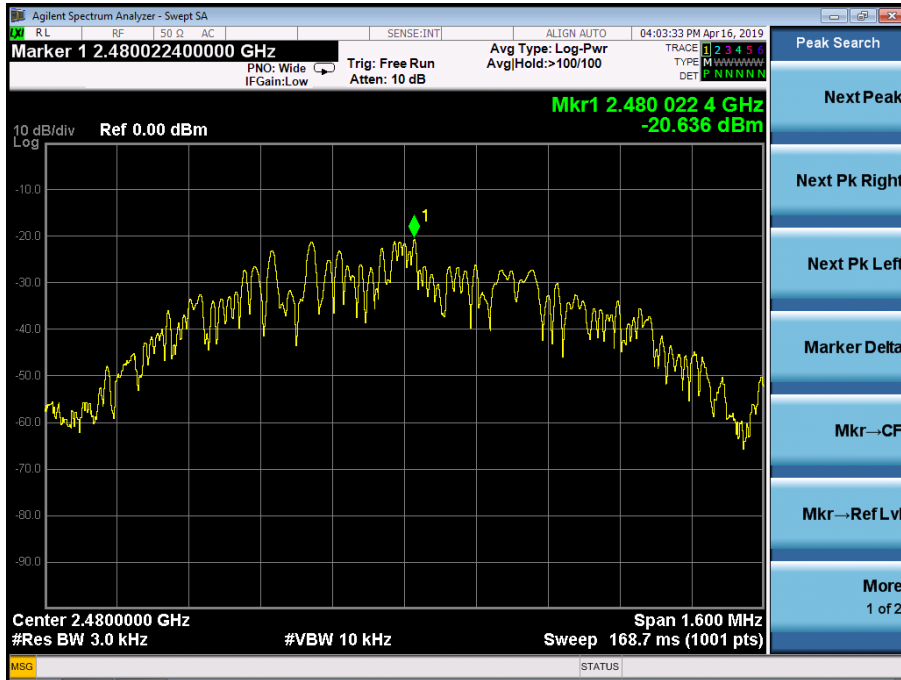 Agilent Spectrum Analyzer - Swept SA
LXI RL RF 50 Ω AC SENSE:INT ALIGN AUTO 04:03:33 PM Apr 16, 2019
Marker 1 2.480022400000 GHz
PNO: Wide
IFGain:Low
Trig: Free Run
Atten: 10 dB
Avg Type: Log-Pwr
Avg|Hold:>100/100
TRACE 1 2 3 4 5 6
TYPE M WWWWW
DET P N N N N N
Mkr1 2.480 022 4 GHz
-20.636 dBm
10 dB/div Ref 0.00 dBm
Log
1
-10.0
-20.0
-30.0
-40.0
-50.0
-60.0
-70.0
-80.0
-90.0
Center 2.4800000 GHz Span 1.600 MHz
#Res BW 3.0 kHz #VBW 10 kHz Sweep 168.7 ms (1001 pts)
MSG STATUS
Peak Search
Next Peak
Next Pk Right
Next Pk Left
Marker Delta
Mkr→CF
Mkr→Ref Lvl
More
1 of 2